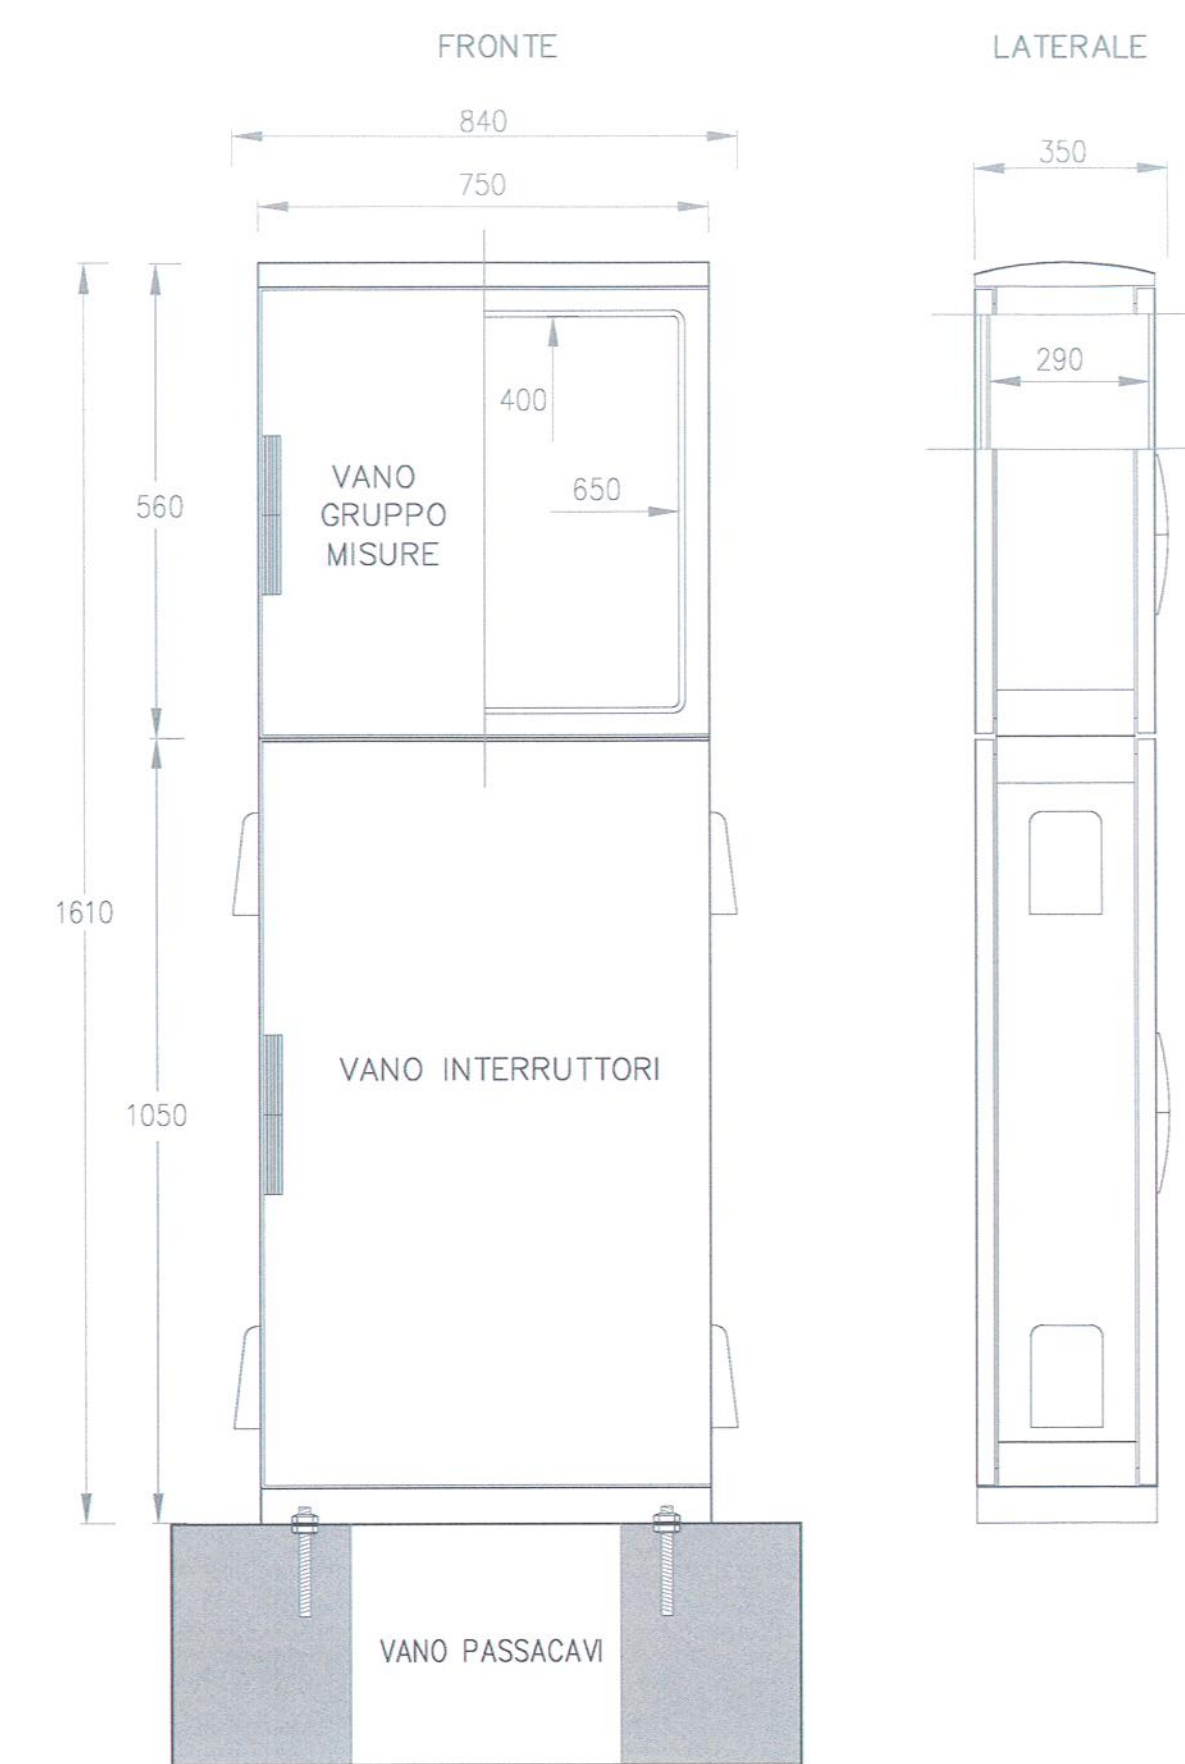 FRONTE
LATERALE
840
350
750
290
400
VANO
GRUPPO
MISURE
650
560
1610
VANO INTERRUTTORI
1050
VANO PASSACAVI